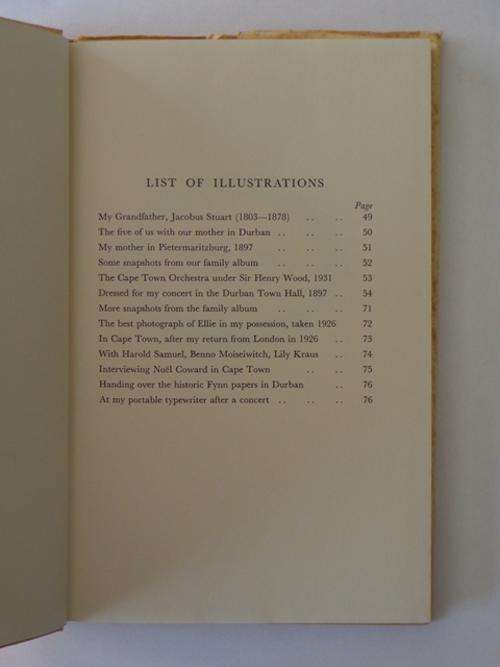 LIST OF ILLUSTRATIONS
Page
My Grandfather, Jacobus Stuart (1803—1878) .. .. 49
The five of us with our mother in Durban .. .. .. 50
My mother in Pietermaritzburg, 1897 .. .. .. 51
Some snapshots from our family album .. .. .. 52
The Cape Town Orchestra under Sir Henry Wood, 1931 53
Dressed for my concert in the Durban Town Hall, 1897 .. 54
More snapshots from the family album .. .. .. 71
The best photograph of Ellie in my possession, taken 1926 72
In Cape Town, after my return from London in 1926 .. 73
With Harold Samuel, Benno Moiseiwitch, Lily Kraus .. 74
Interviewing Noël Coward in Cape Town .. .. 75
Handing over the historic Fynn papers in Durban .. 76
At my portable typewriter after a concert .. .. .. 76